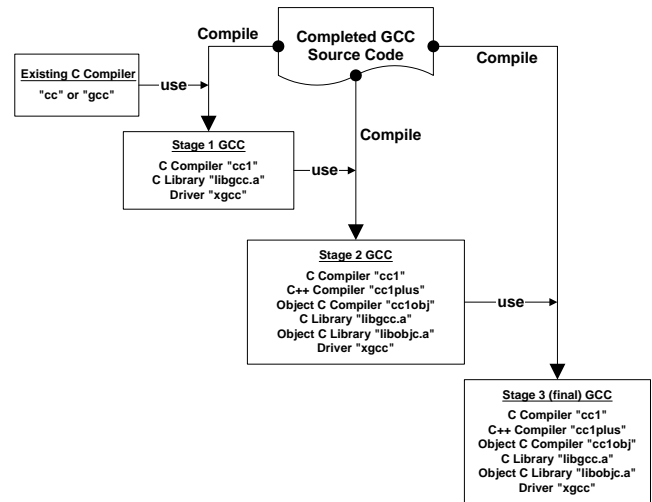 Completed GCC
Source Code
Compile
Compile
Existing C Compiler
"cc" or "gcc"
use
Compile
Stage 1 GCC
C Compiler "cc1"
C Library "libgcc.a"
Driver "xgcc"
use
Stage 2 GCC
C Compiler "cc1"
C++ Compiler "cc1plus"
Object C Compiler "cc1obj"
C Library "libgcc.a"
Object C Library "libobjc.a"
Driver "xgcc"
use
Stage 3 (final) GCC
C Compiler "cc1"
C++ Compiler "cc1plus"
Object C Compiler "cc1obj"
C Library "libgcc.a"
Object C Library "libobjc.a"
Driver "xgcc"